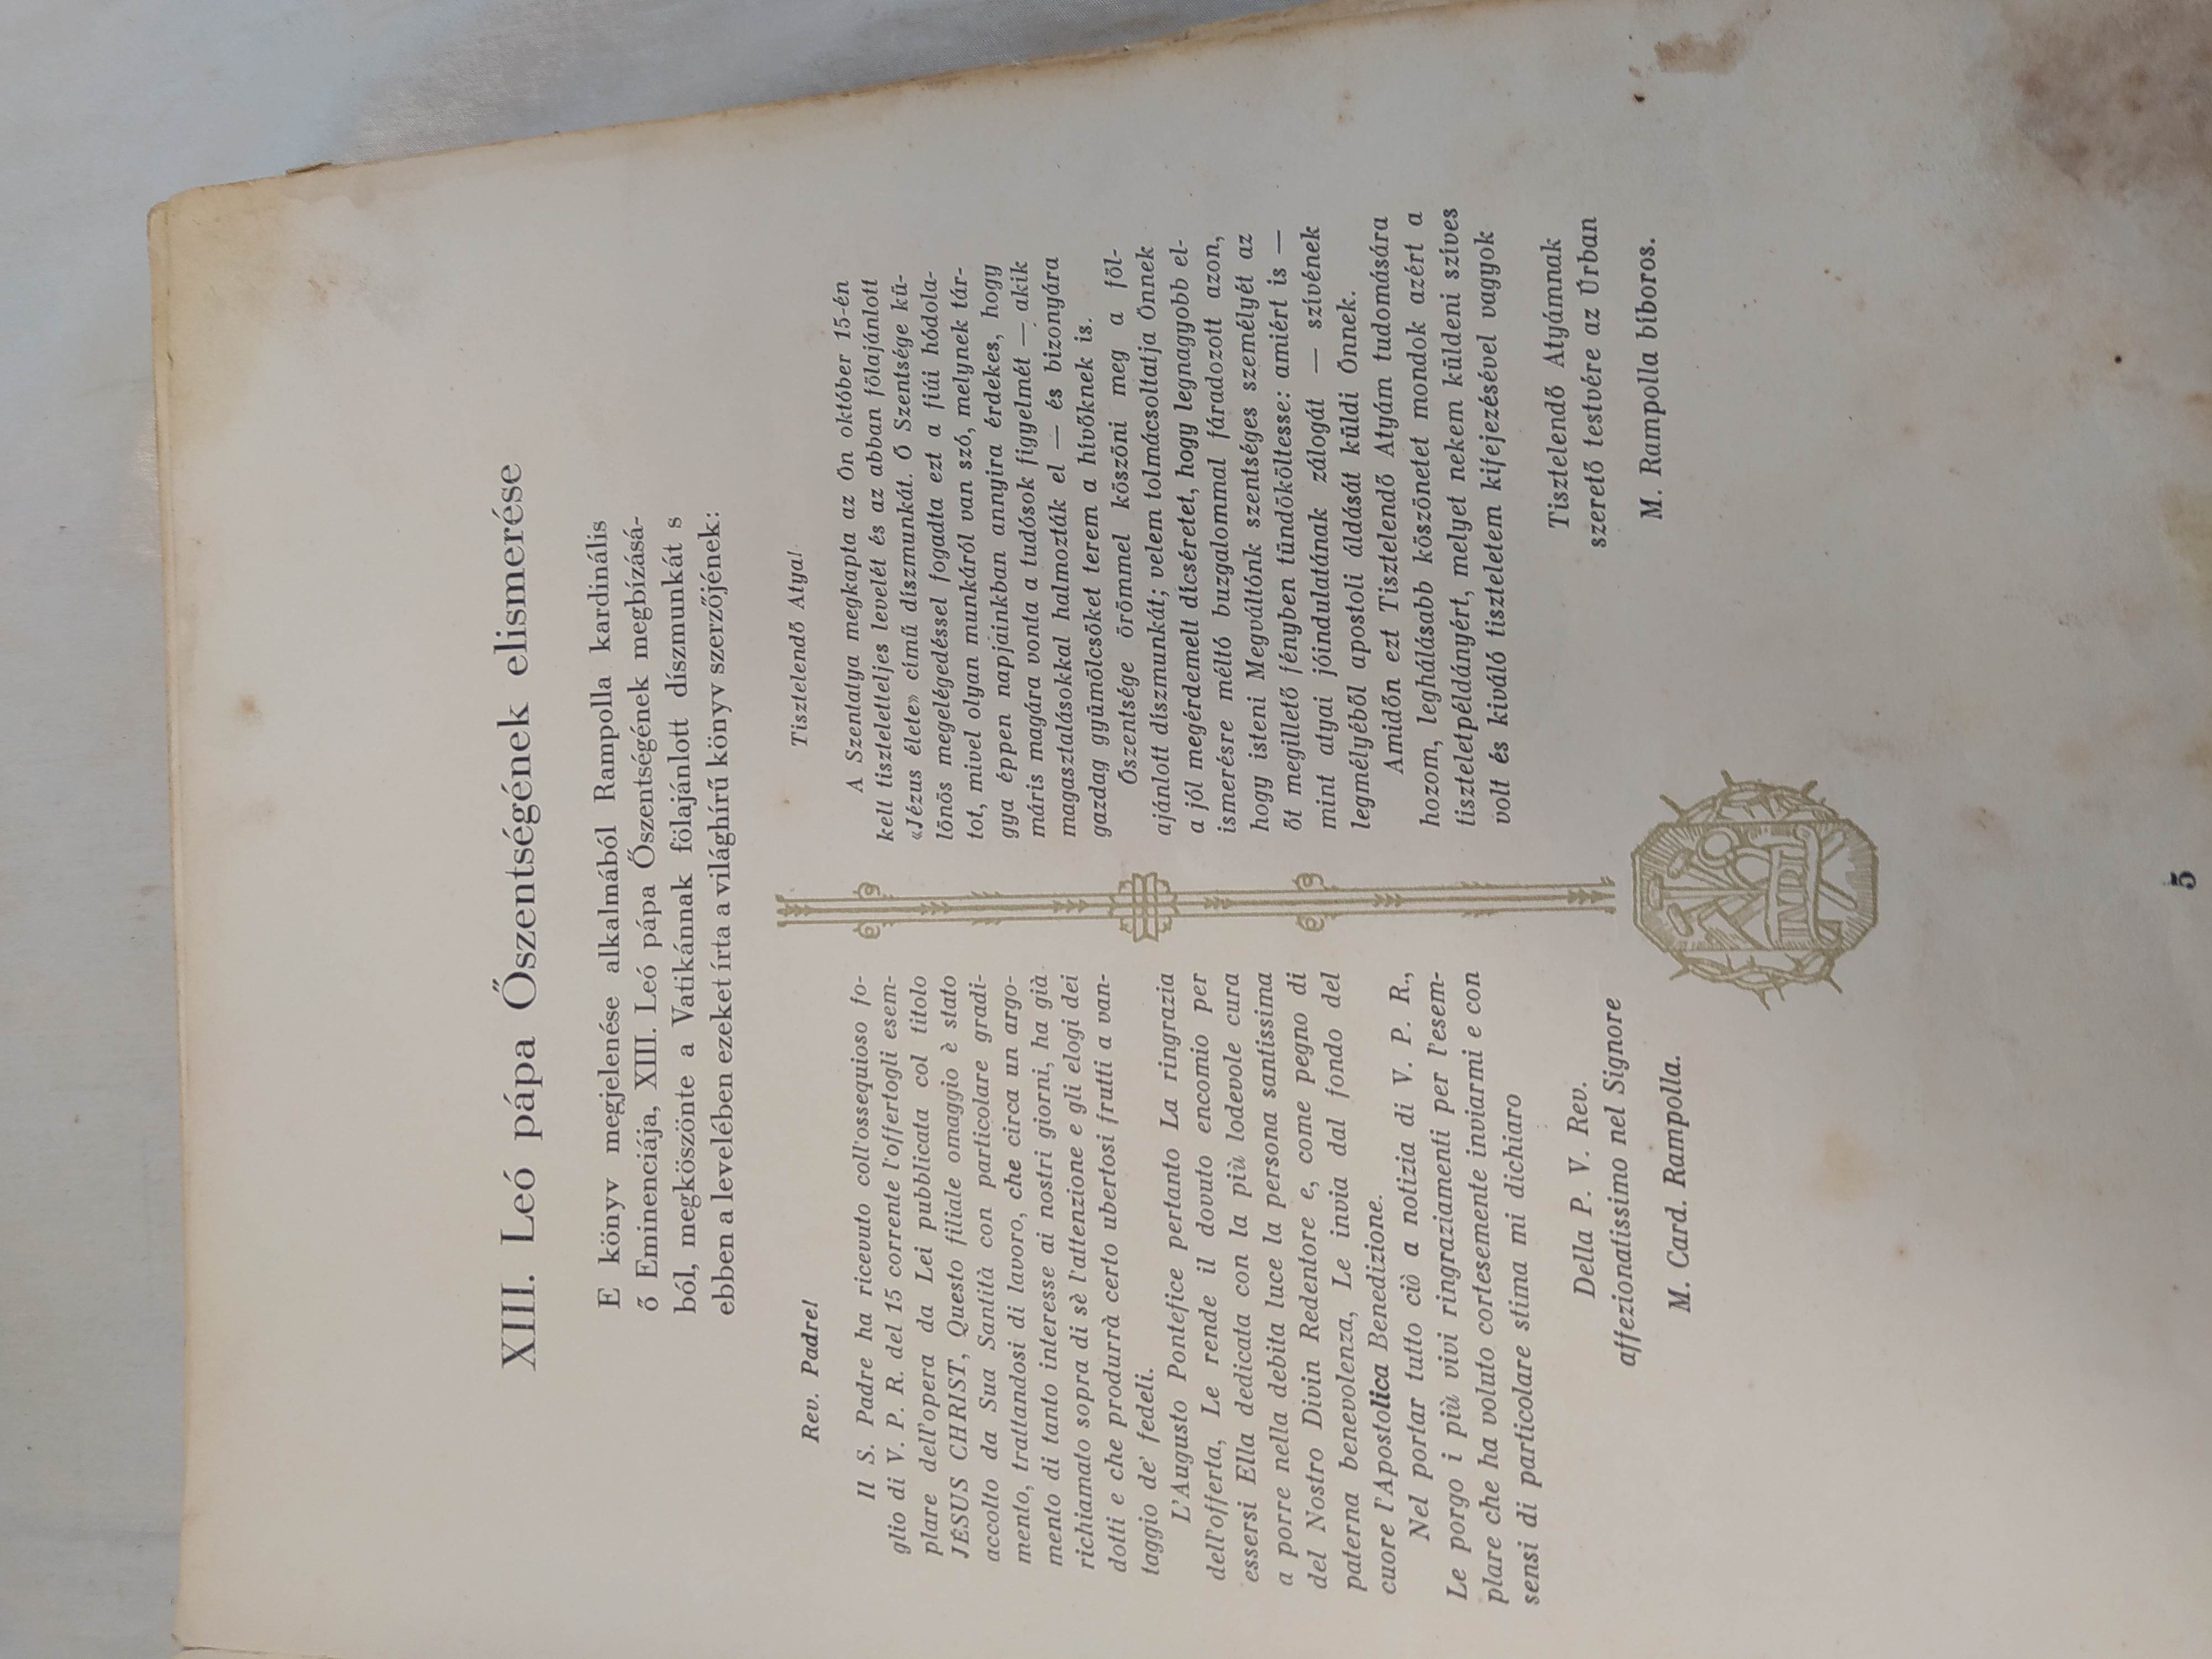 XIII. Leó pápa Őszentségének elismerése
E könyv megjelenése alkalmából Rampolla kardinális
ő Eminenciája, XIII. Leó pápa Őszentségének megbízásá-
ból, megköszönte a Vatikánnak fölajánlott díszmunkát s
ebben a levelében ezeket írta a világhírű könyv szerzőjének:
Rev. Padre!
Il S. Padre ha ricevuto coll'ossequioso fo-
glio di V. P. R. del 15 corrente l'offertogli esem-
plare dell'opera da Lei pubblicata col titolo
JÉSUS CHRIST, Questo filiale omaggio è stato
accolto da Sua Santità con particolare gradi-
mento, trattandosi di lavoro, che circa un argo-
mento di tanto interesse ai nostri giorni, ha già
richiamato sopra di sè l'attenzione e gli elogi dei
dotti e che produrrà certo ubertosi frutti a van-
taggio de' fedeli.
L'Augusto Pontefice pertanto La ringrazia
dell'offerta, Le rende il dovuto encomio per
essersi Ella dedicata con la più lodevole cura
a porre nella debita luce la persona santissima
del Nostro Divin Redentore e, come pegno di
paterna benevolenza, Le invia dal fondo del
cuore l'Apostolica Benedizione.
Nel portar tutto ciò a notizia di V. P. R.,
Le porgo i più vivi ringraziamenti per l'esem-
plare che ha voluto cortesemente inviarmi e con
sensi di particolare stima mi dichiaro
Della P. V. Rev.
affezionatissimo nel Signore
M. Card. Rampolla.
Tisztelendő Atya!
A Szentatya megkapta az Ön október 15-én
kelt tiszteletteljes levelét és az abban fölajánlott
«Jézus élete» című díszmunkát. Ő Szentsége kü-
lönös megelégedéssel fogadta ezt a fiúi hódola-
tot, mivel olyan munkáról van szó, melynek tár-
gya éppen napjainkban annyira érdekes, hogy
máris magára vonta a tudósok figyelmét — akik
magasztalásokkal halmozták el — és bizonyára
gazdag gyümölcsöket terem a hívőknek is.
Őszentsége örömmel köszöni meg a föl-
ajánlott díszmunkát; velem tolmácsoltatja Önnek
a jól megérdemelt dícséretet, hogy legnagyobb el-
ismerésre méltó buzgalommal fáradozott azon,
hogy isteni Megváltónk szentséges személyét az
őt megillető fényben tündököltesse: amiért is —
mint atyai jóindulatának zálogát — szívének
legmélyéből apostoli áldását küldi Önnek.
Amidőn ezt Tisztelendő Atyám tudomására
hozom, leghálásabb köszönetet mondok azért a
tiszteletpéldányért, melyet nekem küldeni szíves
volt és kiváló tiszteletem kifejezésével vagyok
Tisztelendő Atyámnak
szerető testvére az Úrban
M. Rampolla bíboros.
INRI
5